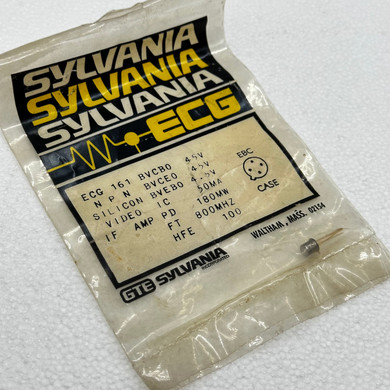 SYLVANIA
SYLVANIA
SYLVANIA
ECG
ECG 161 BVCBO 45V
N P N BVCEO 45V
SILICON BVEBO 4.5V
VIDEO IC 50MA
IF AMP PD 180MW
FT 800MHZ
HFE 100
EBC
CASE
GTE SYLVANIA
INCORPORATED
WALTHAM, MASS. 02154